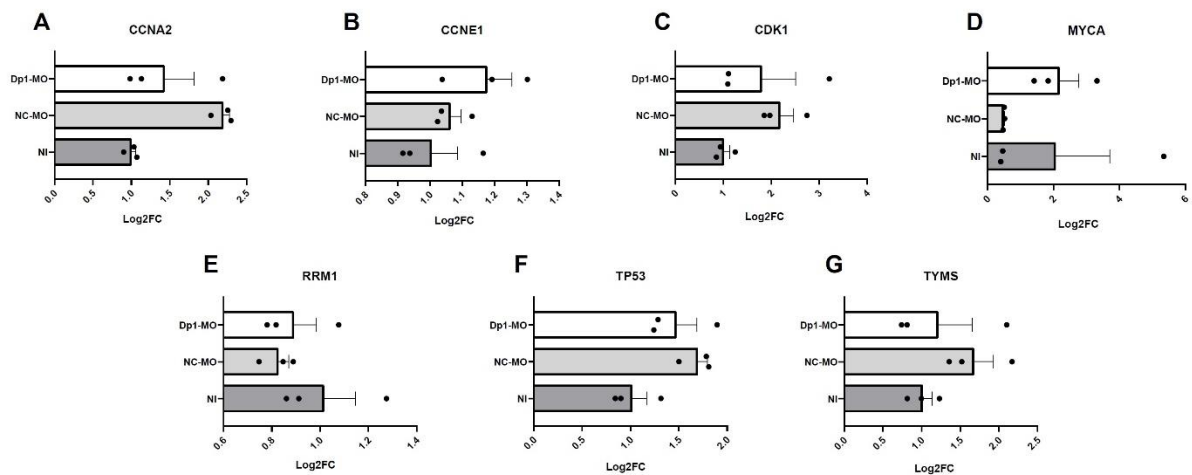 A
CCNA2
Dp1-MO
NC-MO
NI
0.0 0.5 1.0 1.5 2.0 2.5
Log2FC
B
CCNE1
Dp1-MO
NC-MO
NI
0.8 0.9 1.0 1.1 1.2 1.3 1.4
Log2FC
C
CDK1
Dp1-MO
NC-MO
NI
0 1 2 3 4
Log2FC
D
MYCA
Dp1-MO
NC-MO
NI
0 2 4 6
Log2FC
E
RRM1
Dp1-MO
NC-MO
NI
0.6 0.8 1.0 1.2 1.4
Log2FC
F
TP53
Dp1-MO
NC-MO
NI
0.0 0.5 1.0 1.5 2.0
Log2FC
G
TYMS
Dp1-MO
NC-MO
NI
0.0 0.5 1.0 1.5 2.0 2.5
Log2FC